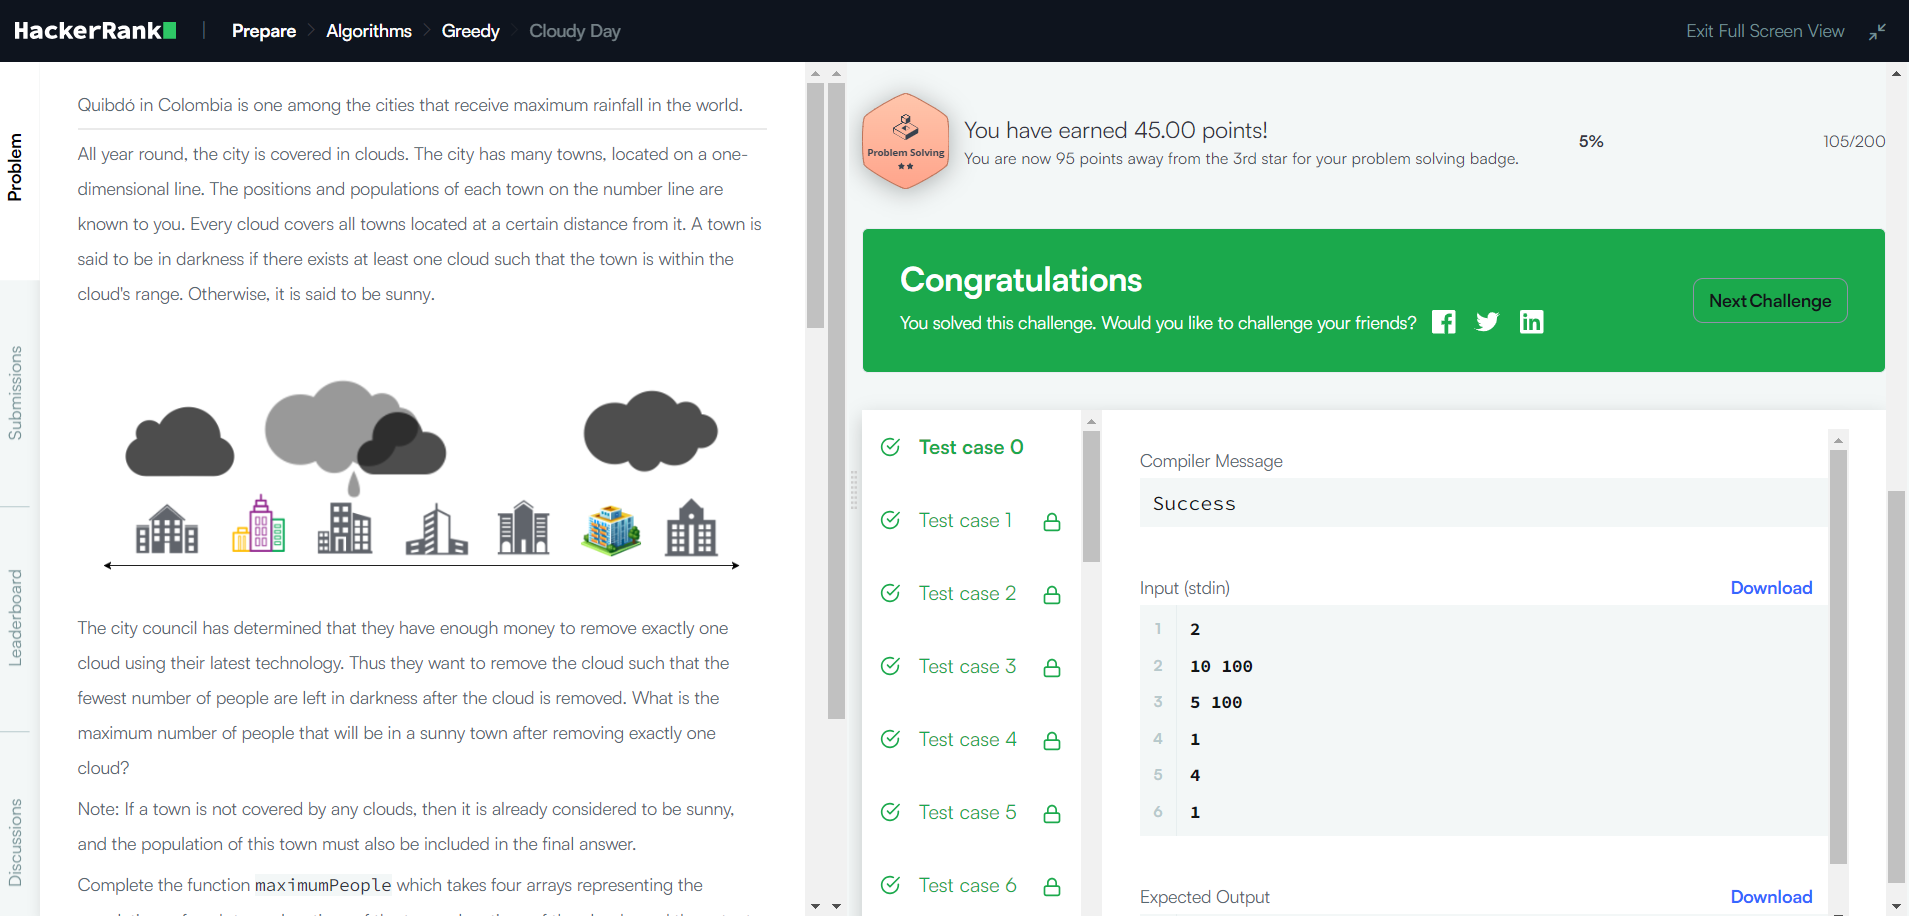 HackerRank | Prepare > Algorithms > Greedy > Cloudy Day
Exit Full Screen View
Problem
Submissions
Leaderboard
Discussions
Quibdó in Colombia is one among the cities that receive maximum rainfall in the world.
All year round, the city is covered in clouds. The city has many towns, located on a one-
dimensional line. The positions and populations of each town on the number line are
known to you. Every cloud covers all towns located at a certain distance from it. A town is
said to be in darkness if there exists at least one cloud such that the town is within the
cloud's range. Otherwise, it is said to be sunny.
The city council has determined that they have enough money to remove exactly one
cloud using their latest technology. Thus they want to remove the cloud such that the
fewest number of people are left in darkness after the cloud is removed. What is the
maximum number of people that will be in a sunny town after removing exactly one
cloud?
Note: If a town is not covered by any clouds, then it is already considered to be sunny,
and the population of this town must also be included in the final answer.
Complete the function maximumPeople which takes four arrays representing the
Problem Solving
You have earned 45.00 points!
You are now 95 points away from the 3rd star for your problem solving badge.
5%
105/200
Congratulations
You solved this challenge. Would you like to challenge your friends?
Next Challenge
Test case 0
Test case 1
Test case 2
Test case 3
Test case 4
Test case 5
Test case 6
Compiler Message
Success
Input (stdin)
Download
1 2
2 10 100
3 5 100
4 1
5 4
6 1
Expected Output
Download